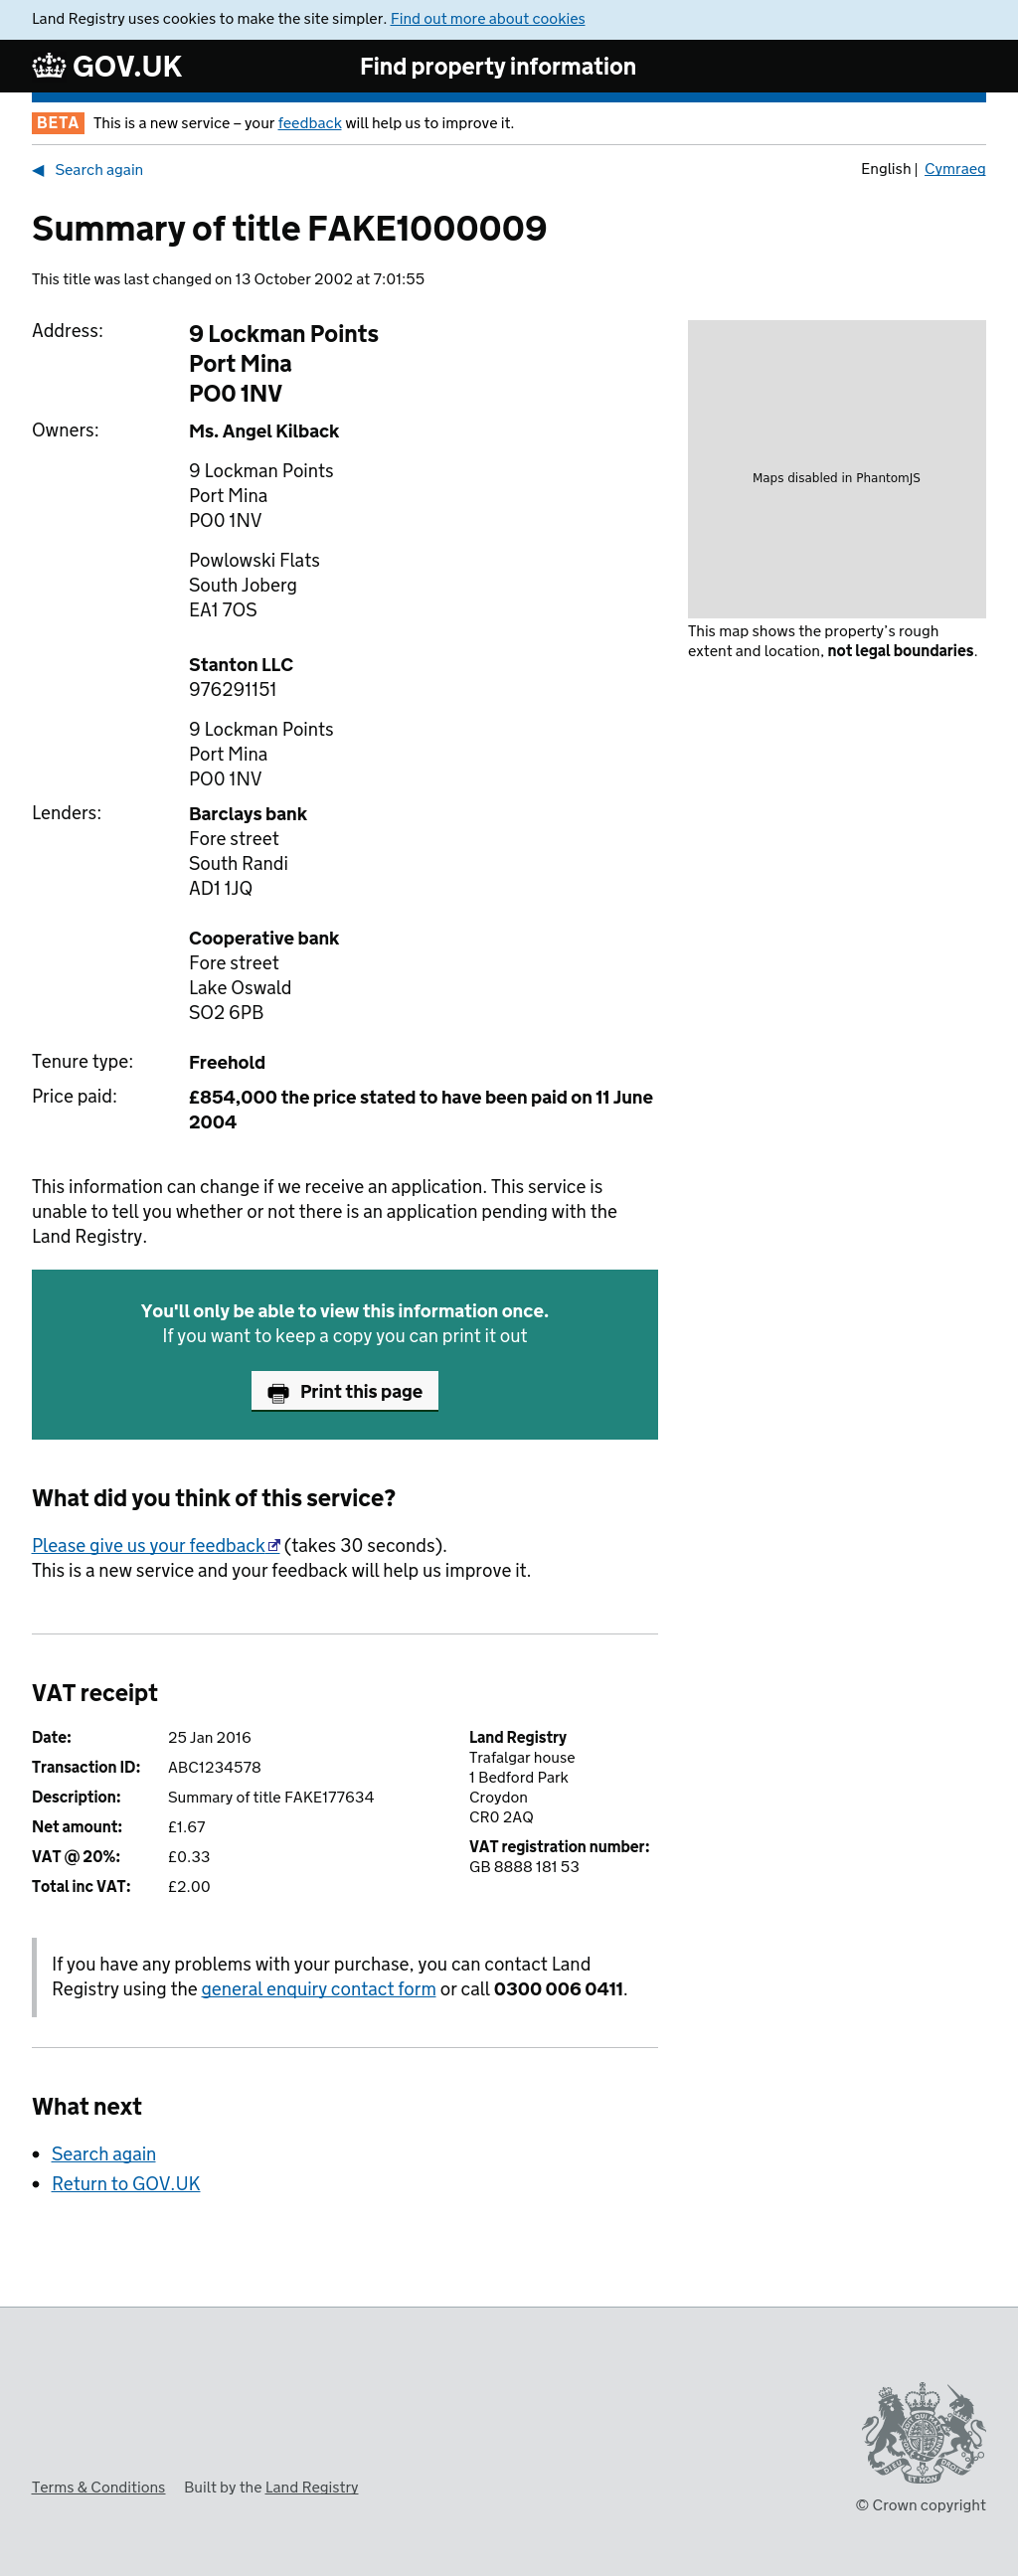 Land Registry uses cookies to make the site simpler. Find out more about cookies
GOV.UK
Find property information
BETA This is a new service – your feedback will help us to improve it.
◀ Search again
English | Cymraeg
Summary of title FAKE1000009
This title was last changed on 13 October 2002 at 7:01:55
Address:
9 Lockman Points
Port Mina
PO0 1NV
Owners:
Ms. Angel Kilback
9 Lockman Points
Port Mina
PO0 1NV
Powlowski Flats
South Joberg
EA1 7OS
Stanton LLC
976291151
9 Lockman Points
Port Mina
PO0 1NV
Lenders:
Barclays bank
Fore street
South Randi
AD1 1JQ
Cooperative bank
Fore street
Lake Oswald
SO2 6PB
Tenure type:
Freehold
Price paid:
£854,000 the price stated to have been paid on 11 June
2004
Maps disabled in PhantomJS
This map shows the property's rough
extent and location, not legal boundaries.
This information can change if we receive an application. This service is
unable to tell you whether or not there is an application pending with the
Land Registry.
You'll only be able to view this information once.
If you want to keep a copy you can print it out
Print this page
What did you think of this service?
Please give us your feedback (takes 30 seconds).
This is a new service and your feedback will help us improve it.
VAT receipt
Date: 25 Jan 2016
Transaction ID: ABC1234578
Description: Summary of title FAKE177634
Net amount: £1.67
VAT @ 20%: £0.33
Total inc VAT: £2.00
Land Registry
Trafalgar house
1 Bedford Park
Croydon
CR0 2AQ
VAT registration number:
GB 8888 181 53
If you have any problems with your purchase, you can contact Land
Registry using the general enquiry contact form or call 0300 006 0411.
What next
• Search again
• Return to GOV.UK
DIEU ET MON DROIT
Terms & Conditions Built by the Land Registry
© Crown copyright